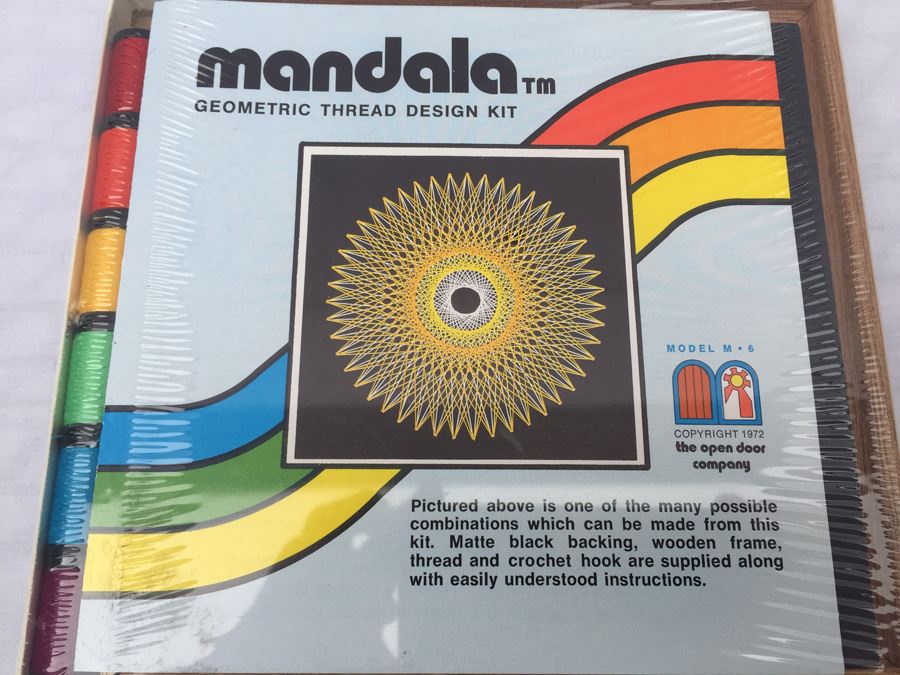 mandala TM
GEOMETRIC THREAD DESIGN KIT
MODEL M • 6
COPYRIGHT 1972
the open door
company
Pictured above is one of the many possible
combinations which can be made from this
kit. Matte black backing, wooden frame,
thread and crochet hook are supplied along
with easily understood instructions.